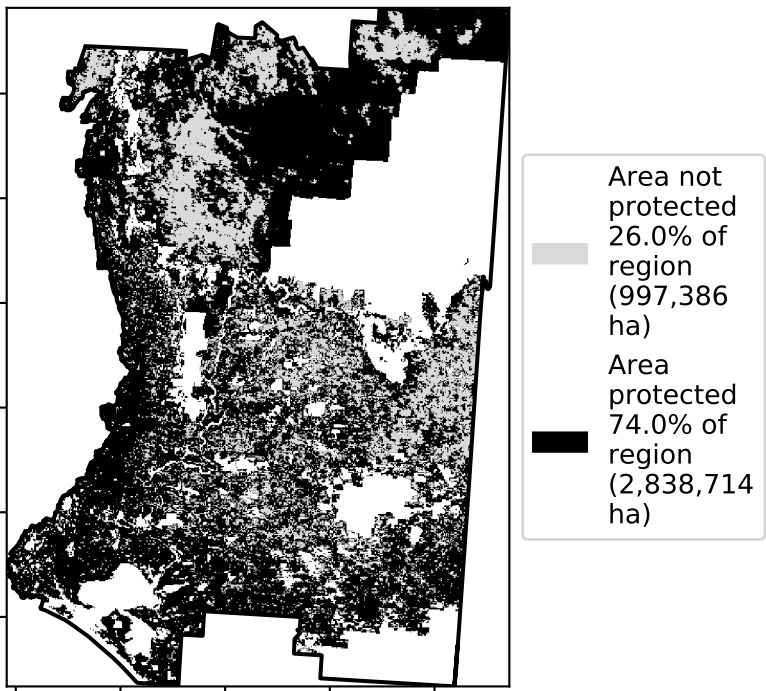 Area not
protected
26.0% of
region
(997,386
ha)
Area
protected
74.0% of
region
(2,838,714
ha)